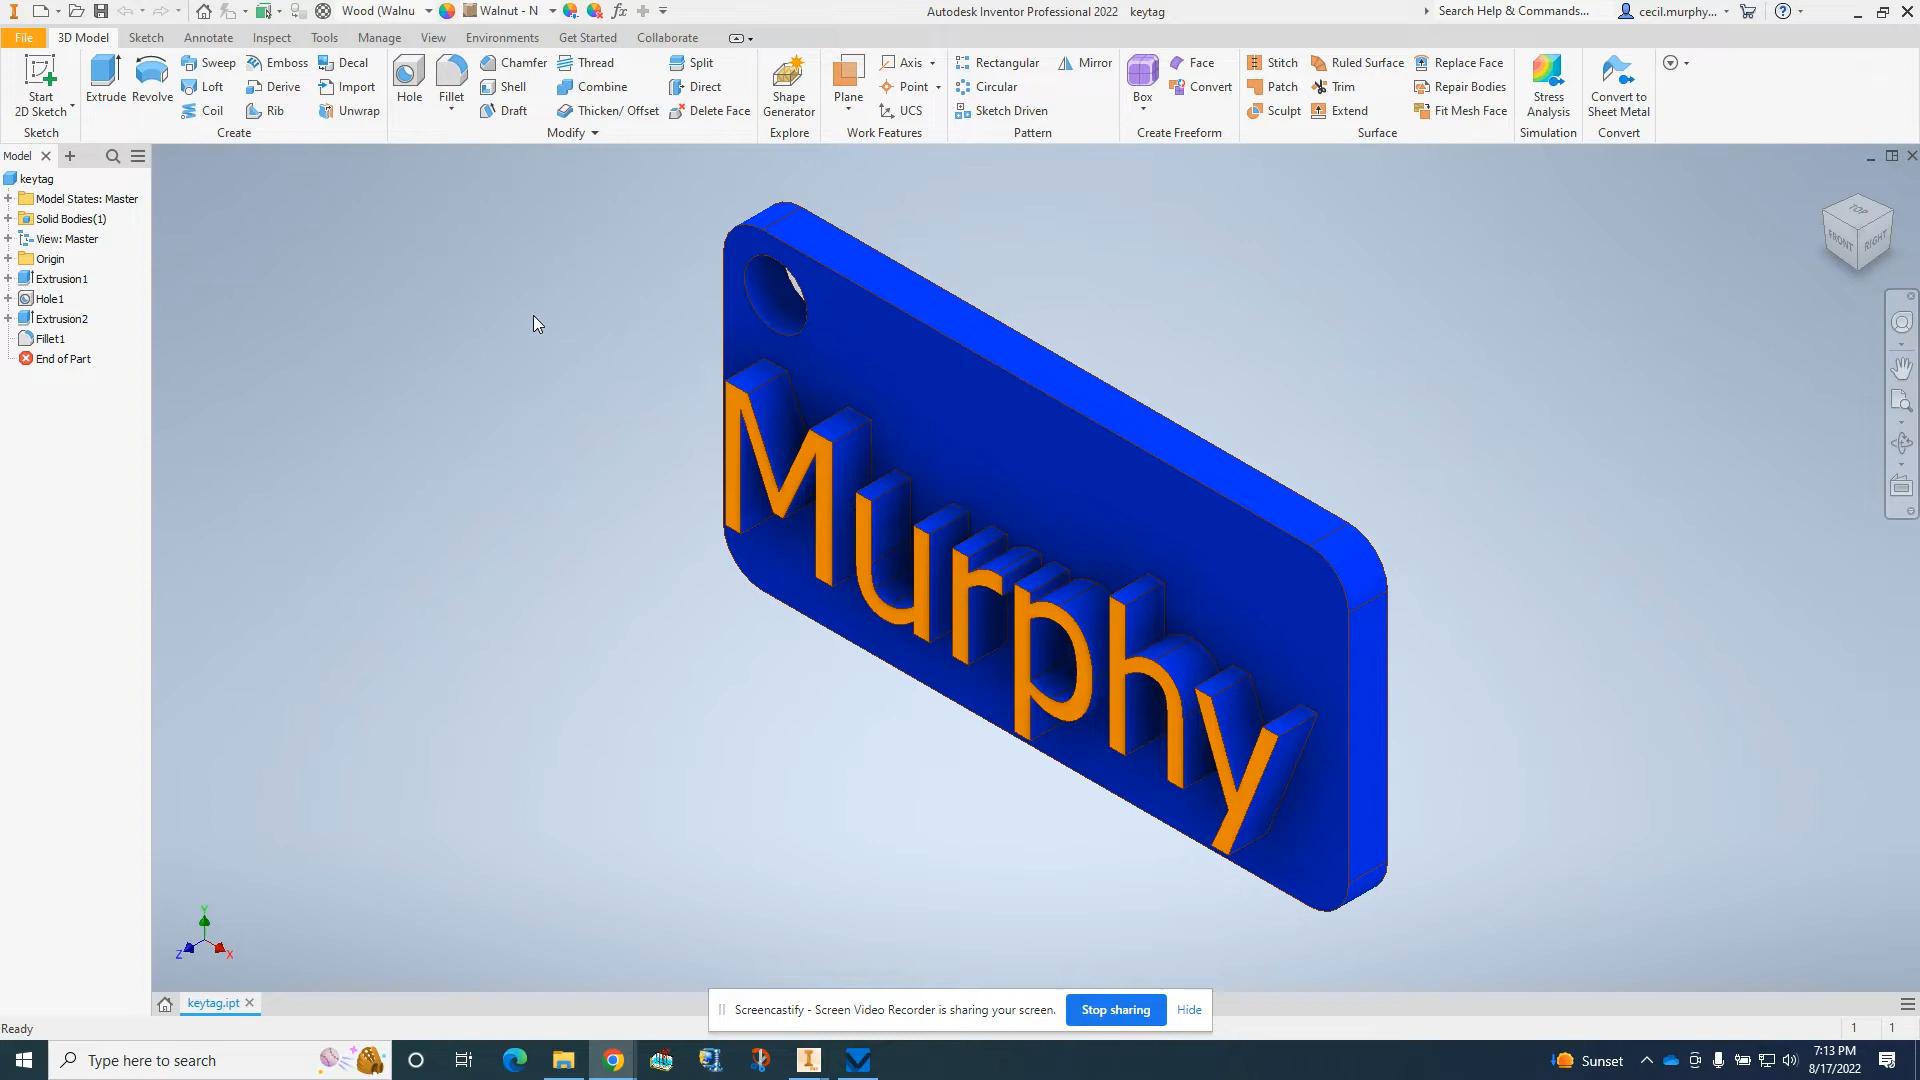 Wood (Walnu
Walnut - N
Autodesk Inventor Professional 2022 keytag
Search Help & Commands...
cecil.murphy...
File
3D Model
Sketch
Annotate
Inspect
Tools
Manage
View
Environments
Get Started
Collaborate
Start
2D Sketch
Sketch
Extrude
Revolve
Sweep
Loft
Coil
Emboss
Derive
Rib
Decal
Import
Unwrap
Create
Hole
Fillet
Chamfer
Shell
Draft
Thread
Combine
Thicken/ Offset
Split
Direct
Delete Face
Modify
Shape
Generator
Explore
Plane
Axis
Point
UCS
Work Features
Rectangular
Circular
Sketch Driven
Mirror
Pattern
Box
Face
Convert
Create Freeform
Stitch
Patch
Sculpt
Ruled Surface
Trim
Extend
Replace Face
Repair Bodies
Fit Mesh Face
Surface
Stress
Analysis
Simulation
Convert to
Sheet Metal
Convert
Model
keytag
Model States: Master
Solid Bodies(1)
View: Master
Origin
Extrusion1
Hole1
Extrusion2
Fillet1
End of Part
TOP
FRONT
RIGHT
Murphy
Y
Z
X
keytag.ipt
Screencastify - Screen Video Recorder is sharing your screen.
Stop sharing
Hide
Ready
1
1
Type here to search
Sunset
7:13 PM
8/17/2022